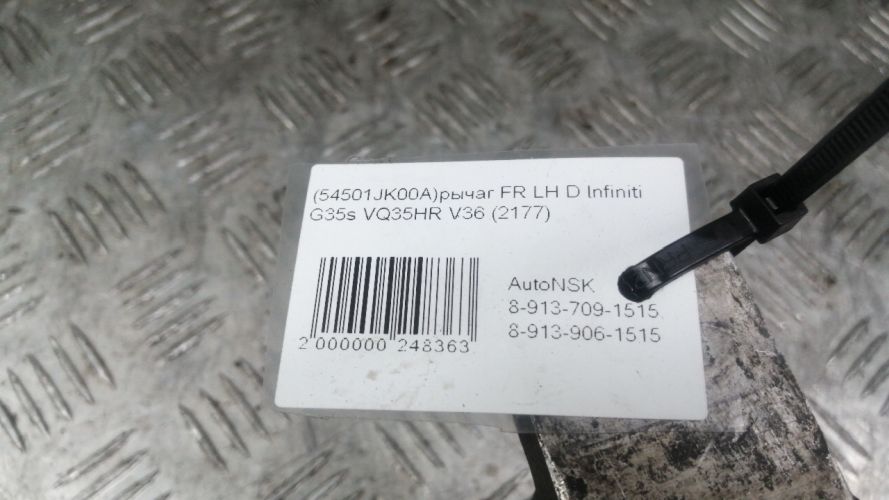 (54501JK00A)рычаг FR LH D Infiniti
G35s VQ35HR V36 (2177)
AutoNSK
8-913-709-1515
8-913-906-1515
2 000000 248363